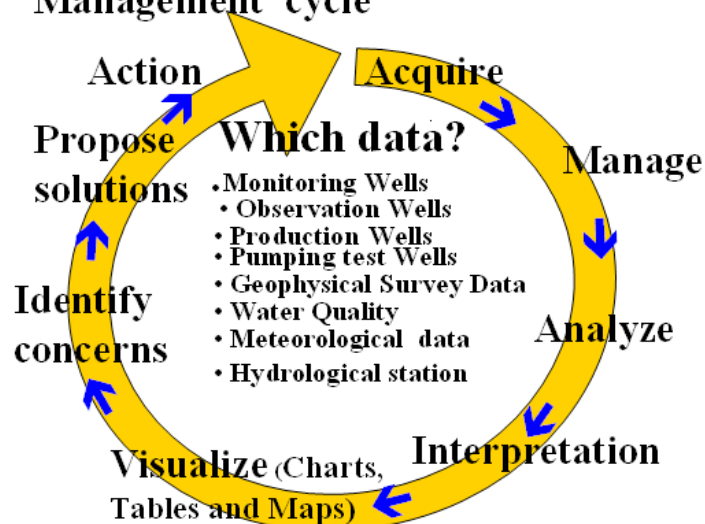 Management cycle
Action
Acquire
Propose
solutions
Which data?
Manage
.Monitoring Wells
• Observation Wells
• Production Wells
• Pumping test Wells
• Geophysical Survey Data
• Water Quality
• Meteorological data
• Hydrological station
Identify
concerns
Analyze
Interpretation
Visualize (Charts,
Tables and Maps)